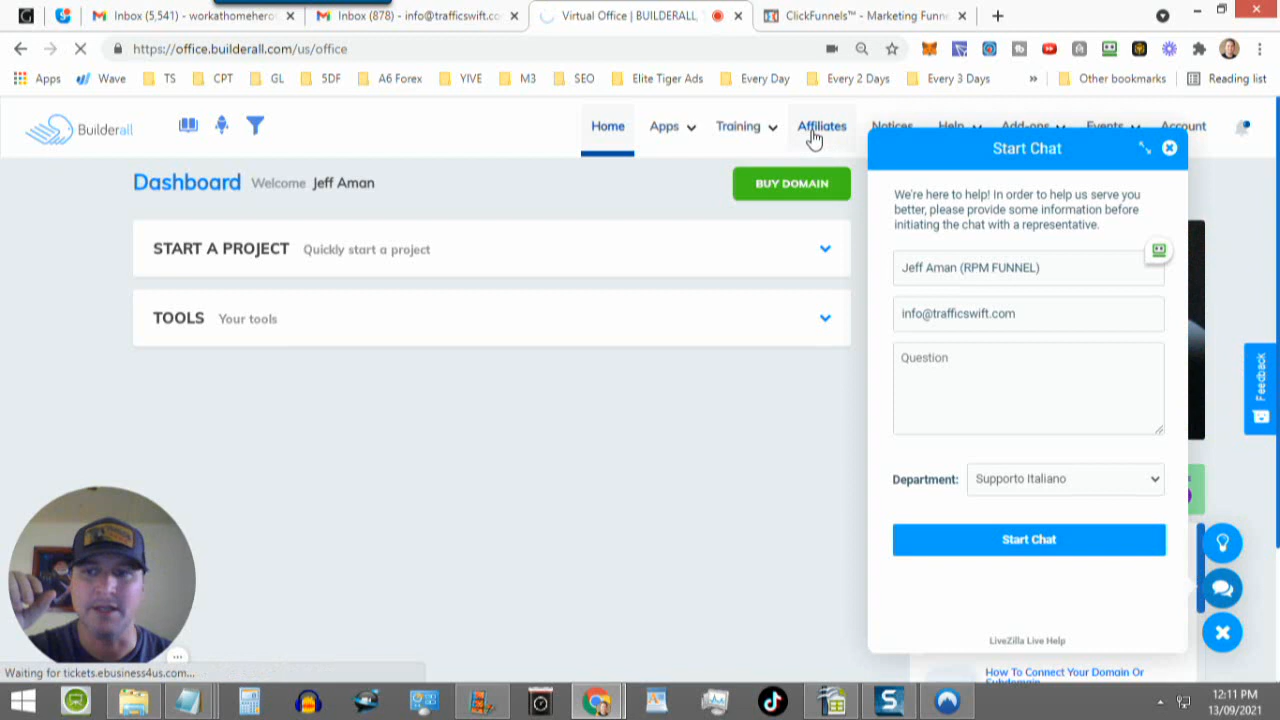 Inbox (5,541) - workathomehero
Inbox (878) - info@trafficswift.co
Virtual Office | BUILDERALL,
ClickFunnels™ - Marketing Funn
https://office.builderall.com/us/office
Apps
Wave
TS
CPT
GL
5DF
A6 Forex
YIVE
M3
SEO
Elite Tiger Ads
Every Day
Every 2 Days
Every 3 Days
»
Other bookmarks
Reading list
Builderall
Home
Apps
Training
Affiliates
Notices
Help
Add-ons
Events
Account
Dashboard Welcome Jeff Aman
BUY DOMAIN
START A PROJECT Quickly start a project
TOOLS Your tools
Start Chat
We're here to help! In order to help us serve you
better, please provide some information before
initiating the chat with a representative.
Jeff Aman (RPM FUNNEL)
info@trafficswift.com
Question
Department: Supporto Italiano
Start Chat
LiveZilla Live Help
Feedback
How To Connect Your Domain Or
Subdomain
Waiting for tickets.ebusiness4us.com...
12:11 PM
13/09/2021